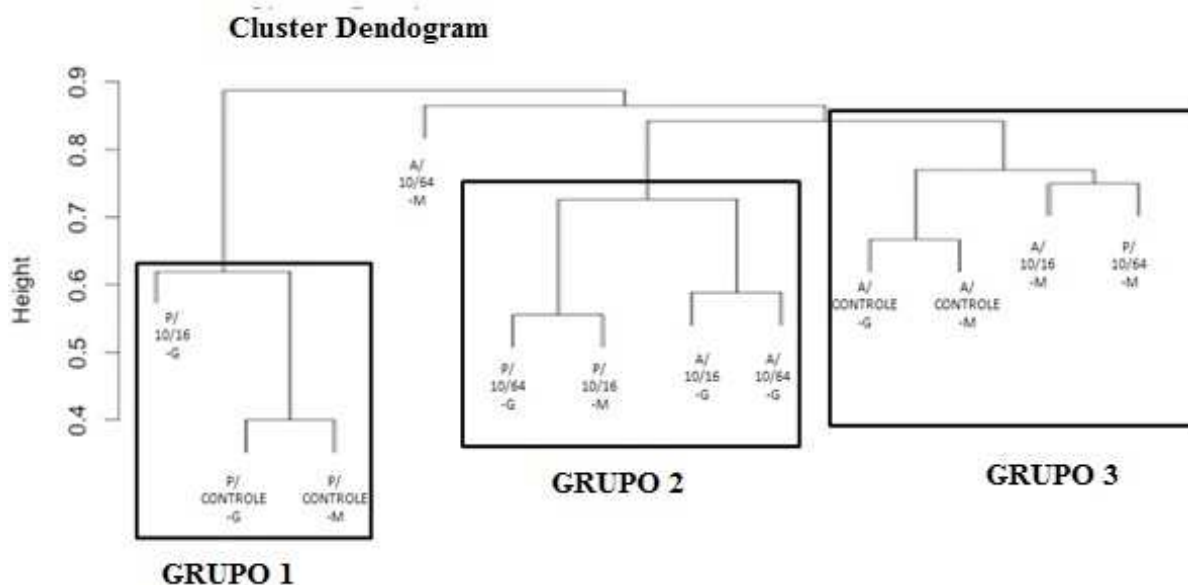 Cluster Dendogram
Height
0.9
0.8
0.7
0.6
0.5
0.4
A/
10/64
-M
P/
10/16
-G
P/
CONTROLE
-G
P/
CONTROLE
-M
GRUPO 1
P/
10/64
-G
P/
10/16
-M
A/
10/16
-G
A/
10/64
-G
GRUPO 2
A/
CONTROLE
-G
A/
CONTROLE
-M
A/
10/16
-M
P/
10/64
-M
GRUPO 3